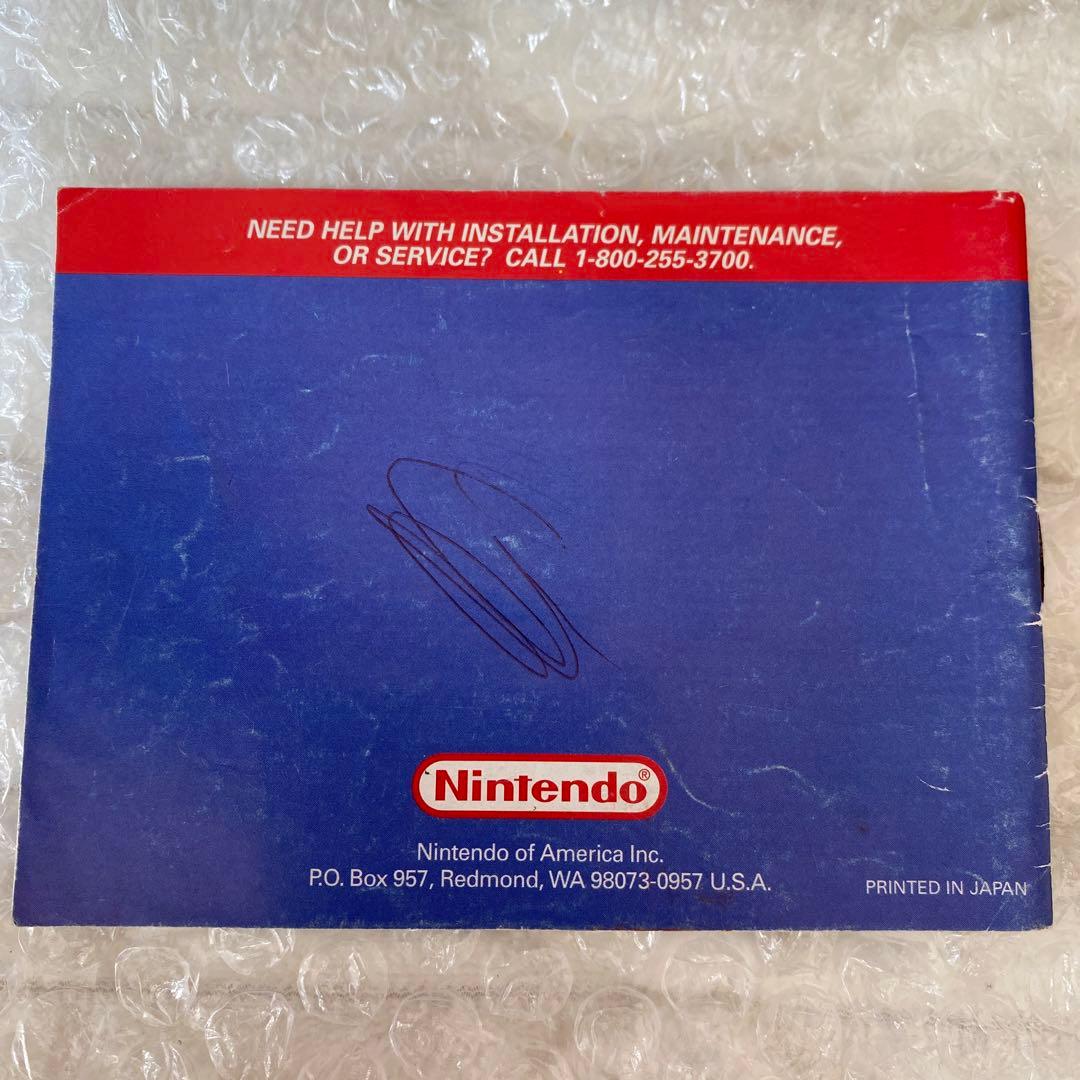 NEED HELP WITH INSTALLATION, MAINTENANCE,
OR SERVICE? CALL 1-800-255-3700.
Nintendo®
Nintendo of America Inc.
P.O. Box 957, Redmond, WA 98073-0957 U.S.A.
PRINTED IN JAPAN